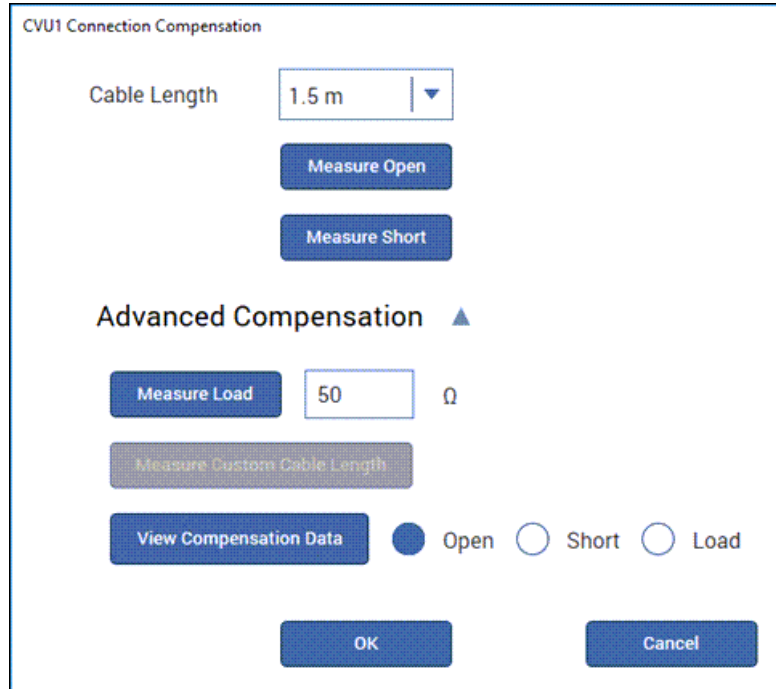 CVU1 Connection Compensation
Cable Length 1.5 m
Measure Open
Measure Short
Advanced Compensation
Measure Load 50 Ω
Measure Custom Cable Length
View Compensation Data Open Short Load
OK Cancel